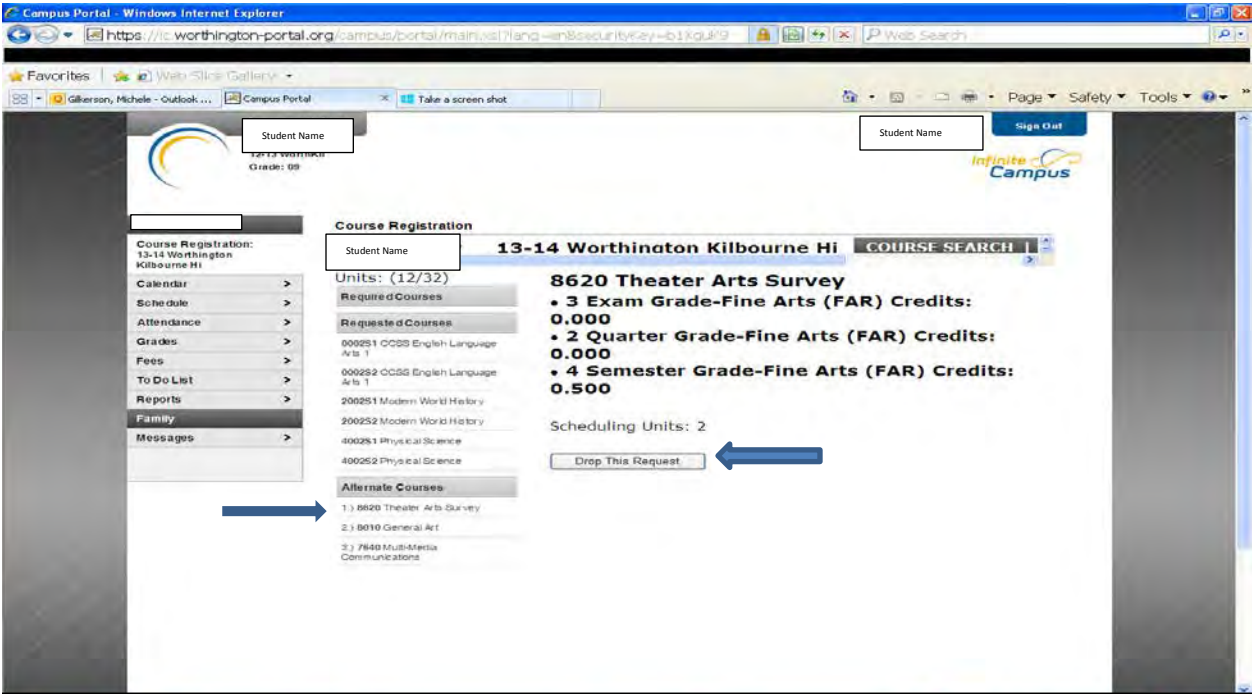 Campus Portal - Windows Internet Explorer
https://ic.worthington-portal.org/campus/portal/main.xsl?lang=en&
Web Search
Favorites
Web Slice Gallery
Gilkerson, Michele - Outlook ...
Campus Portal
Take a screen shot
Page
Safety
Tools
Student Name
Grade: 09
Student Name
Sign Out
Infinite
Campus
Course Registration:
13-14 Worthington
Kilbourne Hi
Calendar >
Schedule >
Attendance >
Grades >
Fees >
To Do List >
Reports >
Family
Messages >
Course Registration
Student Name
13-14 Worthington Kilbourne Hi
COURSE SEARCH |
Units: (12/32)
Required Courses
Requested Courses
0002S1 CCSS English Language
Arts 1
0002S2 CCSS English Language
Arts 1
2002S1 Modern World History
2002S2 Modern World History
4002S1 Physical Science
4002S2 Physical Science
Alternate Courses
1.) 8620 Theater Arts Survey
2.) 8010 General Art
3.) 7640 Multi-Media
Communications
8620 Theater Arts Survey
• 3 Exam Grade-Fine Arts (FAR) Credits:
0.000
• 2 Quarter Grade-Fine Arts (FAR) Credits:
0.000
• 4 Semester Grade-Fine Arts (FAR) Credits:
0.500
Scheduling Units: 2
Drop This Request